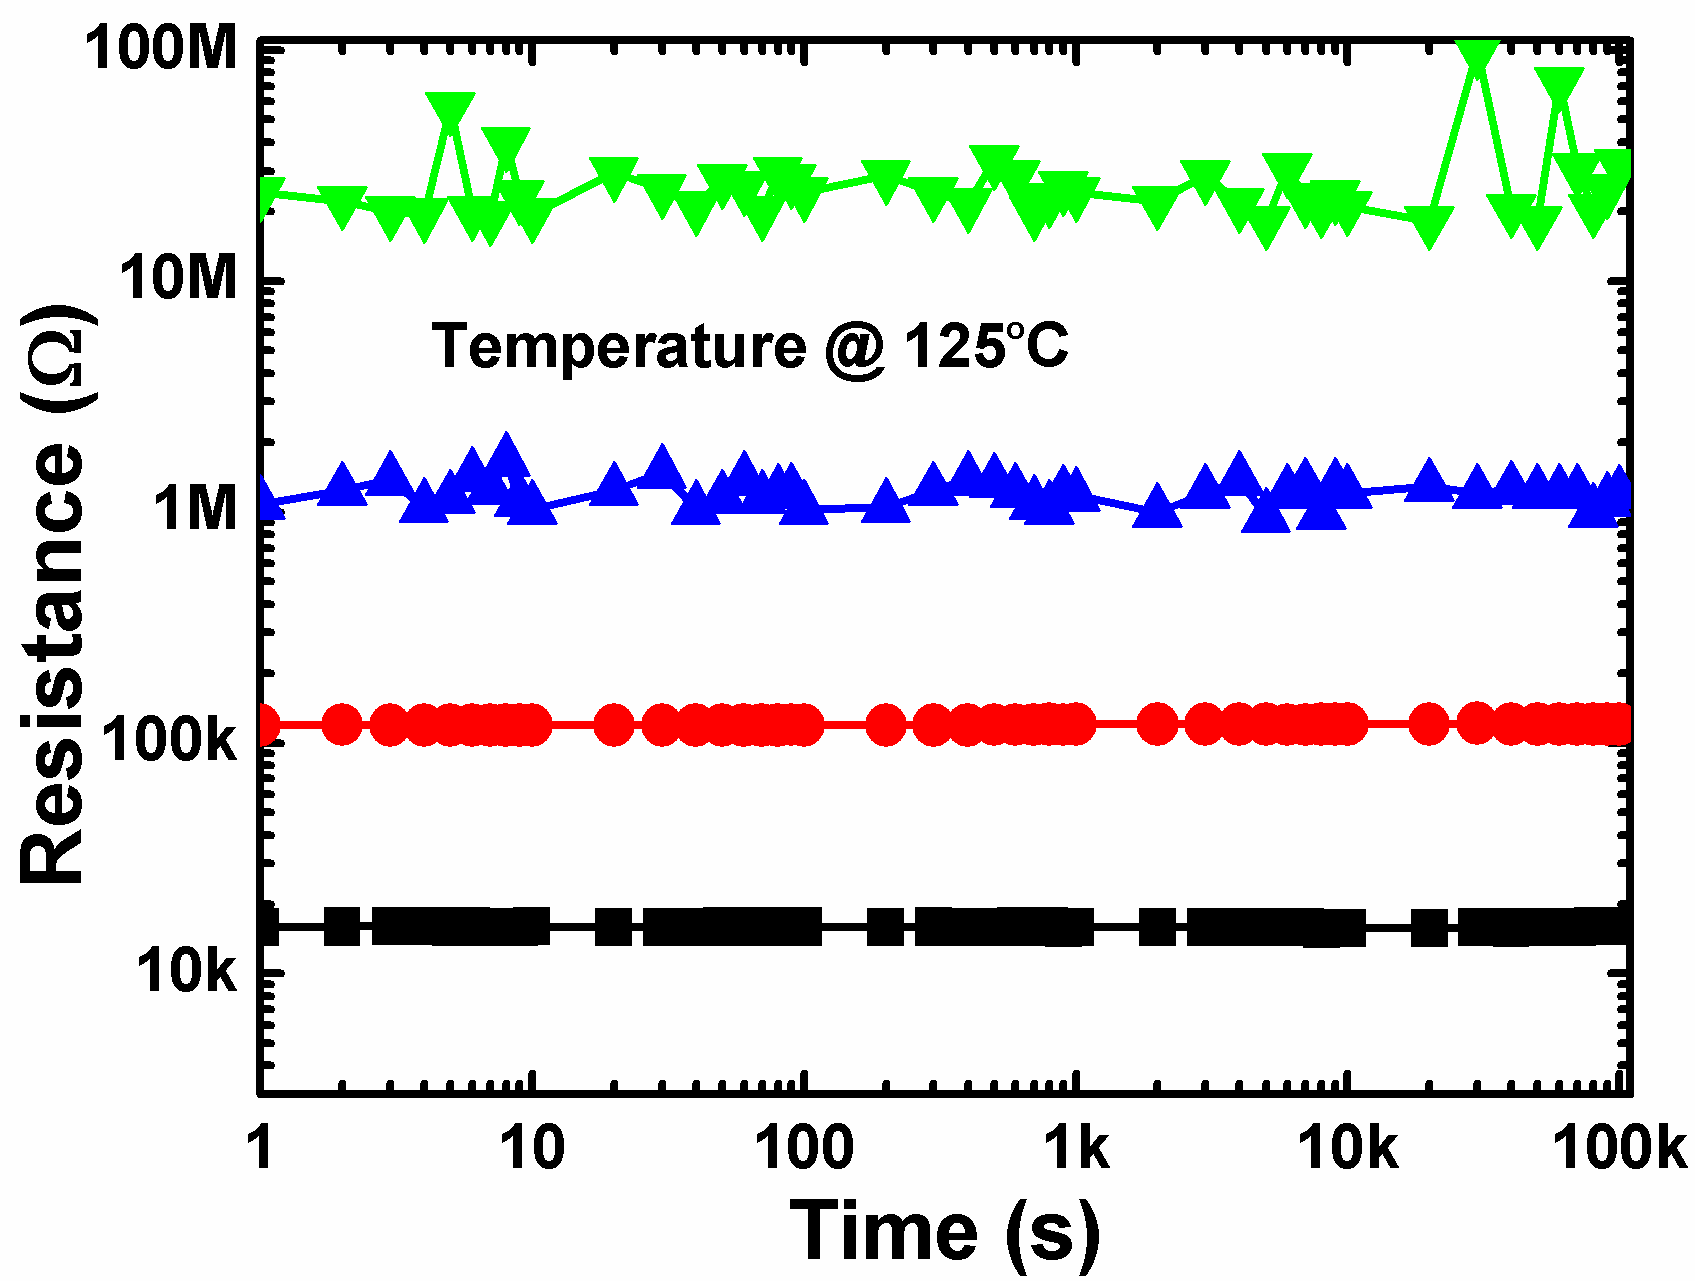 100M
10M
1M
100k
10k
Resistance (Ω)
Temperature @ 125°C
1 10 100 1k 10k 100k
Time (s)